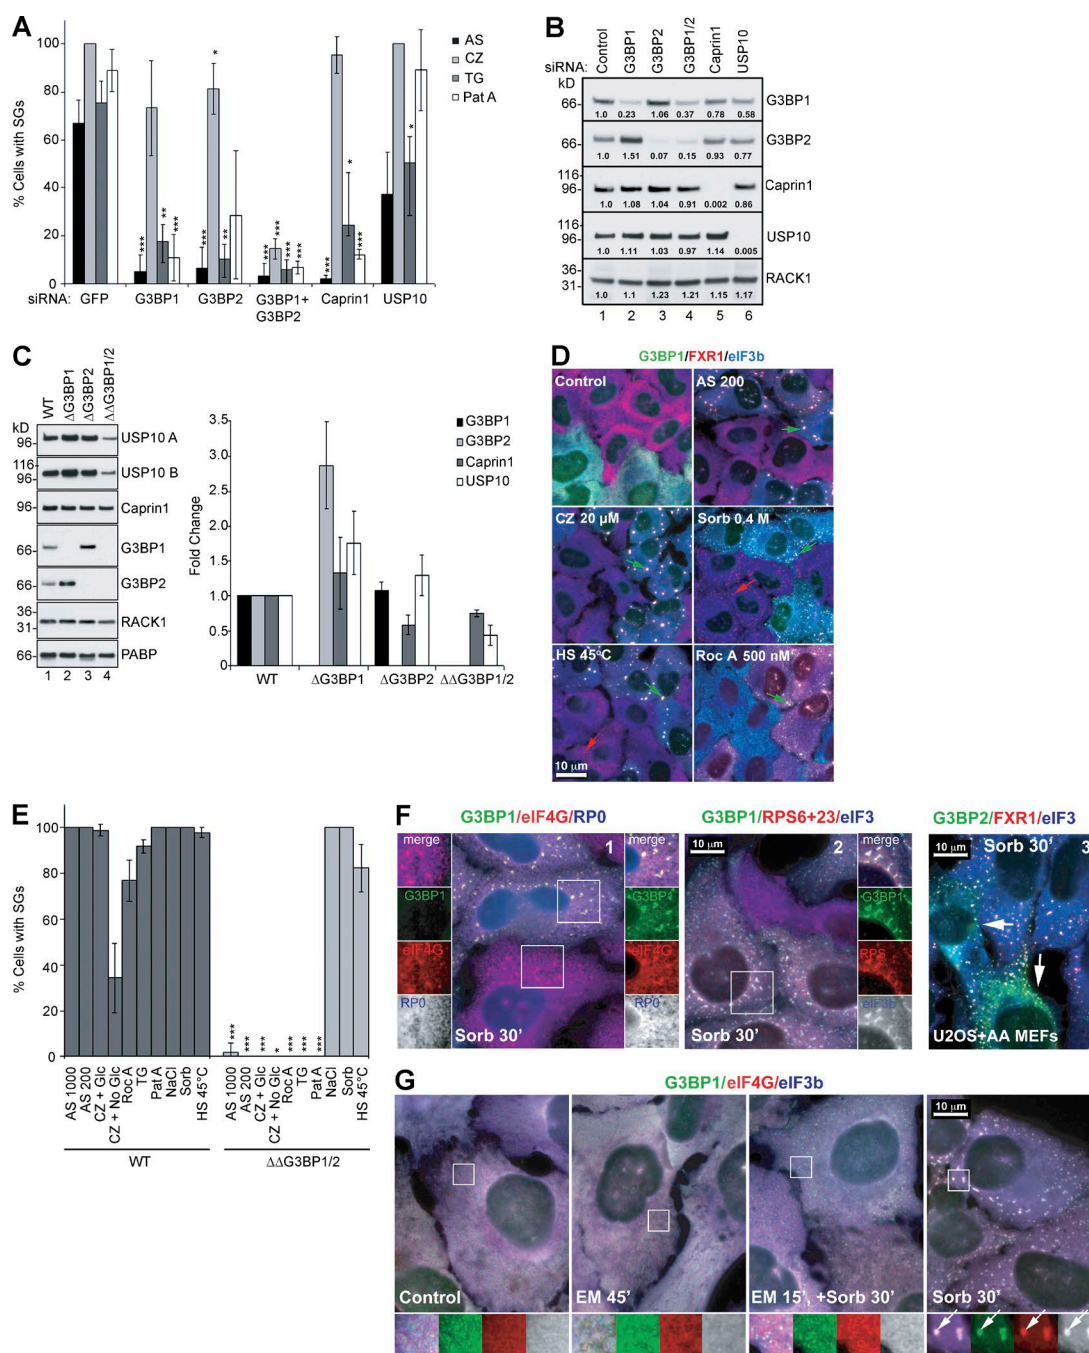 A
% Cells with SGs
100
80
60
40
20
0
AS
CZ
TG
Pat A
***
**
***
*
***
**
***
***
***
***
***
*
***
*
siRNA:
GFP
G3BP1
G3BP2
G3BP1+
G3BP2
Caprin1
USP10
B
siRNA:
Control
G3BP1
G3BP2
G3BP1/2
Caprin1
USP10
kD
66-
G3BP1
1.0 0.23 1.06 0.37 0.78 0.58
66-
G3BP2
1.0 1.51 0.07 0.15 0.93 0.77
116
96-
Caprin1
1.0 1.08 1.04 0.91 0.002 0.86
116
96-
USP10
1.0 1.11 1.03 0.97 1.14 0.005
36-
31-
RACK1
1.0 1.1 1.23 1.21 1.15 1.17
1 2 3 4 5 6
C
WT
ΔG3BP1
ΔG3BP2
ΔΔG3BP1/2
kD
96-
USP10 A
116
96-
USP10 B
96-
Caprin1
66-
G3BP1
66-
G3BP2
36-
31-
RACK1
66-
PABP
1 2 3 4
Fold Change
3.5
3.0
2.5
2.0
1.5
1.0
0.5
0
G3BP1
G3BP2
Caprin1
USP10
WT
ΔG3BP1
ΔG3BP2
ΔΔG3BP1/2
D
G3BP1/FXR1/eIF3b
Control
AS 200
CZ 20 µM
Sorb 0,4 M
HS 45°C
Roc A 500 nM
10 µm
E
% Cells with SGs
100
80
60
40
20
0
***
***
***
*
***
***
***
AS 1000
AS 200
CZ + Glc
CZ + No Glc
Roc A
TG
Pat A
NaCl
Sorb
HS 45°C
AS 1000
AS 200
CZ + Glc
CZ + No Glc
Roc A
TG
Pat A
NaCl
Sorb
HS 45°C
WT
ΔΔG3BP1/2
F
G3BP1/eIF4G/RP0
merge
G3BP1
eIF4G
RP0
1
Sorb 30'
merge
G3BP1
eIF4G
RP0
G3BP1/RPS6+23/eIF3
10 µm
2
Sorb 30'
merge
G3BP1
RPS
eIF3b
G3BP2/FXR1/eIF3
10 µm
Sorb 30'
3
U2OS+AA MEFs
G
G3BP1/eIF4G/eIF3b
Control
EM 45'
EM 15', +Sorb 30'
10 µm
Sorb 30'